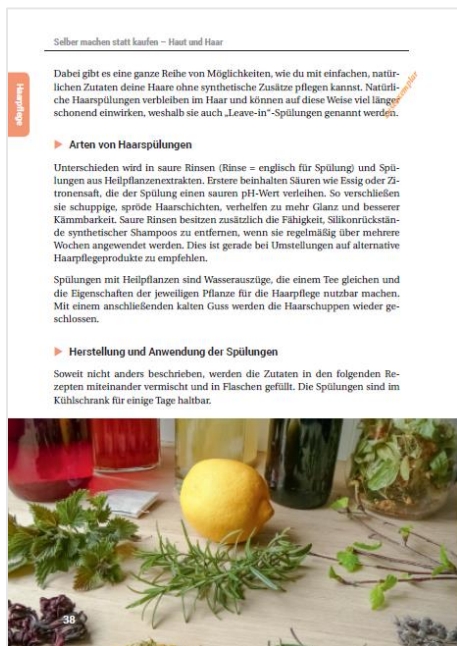 Selber machen statt kaufen – Haut und Haar
Haarpflege
Dabei gibt es eine ganze Reihe von Möglichkeiten, wie du mit einfachen, natür-
lichen Zutaten deine Haare ohne synthetische Zusätze pflegen kannst. Natürli-
che Haarspülungen verbleiben im Haar und können auf diese Weise viel länger
schonend einwirken, weshalb sie auch „Leave-in“-Spülungen genannt werden.
Arten von Haarspülungen
Unterschieden wird in saure Rinsen (Rinse = englisch für Spülung) und Spü-
lungen aus Heilpflanzenextrakten. Erstere beinhalten Säuren wie Essig oder Zi-
tronensaft, die der Spülung einen sauren pH-Wert verleihen. So verschließen
sie schuppige, spröde Haarschichten, verhelfen zu mehr Glanz und besserer
Kämmbarkeit. Saure Rinsen besitzen zusätzlich die Fähigkeit, Silikonrückstän-
de synthetischer Shampoos zu entfernen, wenn sie regelmäßig über mehrere
Wochen angewendet werden. Dies ist gerade bei Umstellungen auf alternative
Haarpflegeprodukte zu empfehlen.
Spülungen mit Heilpflanzen sind Wasserauszüge, die einem Tee gleichen und
die Eigenschaften der jeweiligen Pflanze für die Haarpflege nutzbar machen.
Mit einem anschließenden kalten Guss werden die Haarschuppen wieder ge-
schlossen.
Herstellung und Anwendung der Spülungen
Soweit nicht anders beschrieben, werden die Zutaten in den folgenden Re-
zepten miteinander vermischt und in Flaschen gefüllt. Die Spülungen sind im
Kühlschrank für einige Tage haltbar.
38